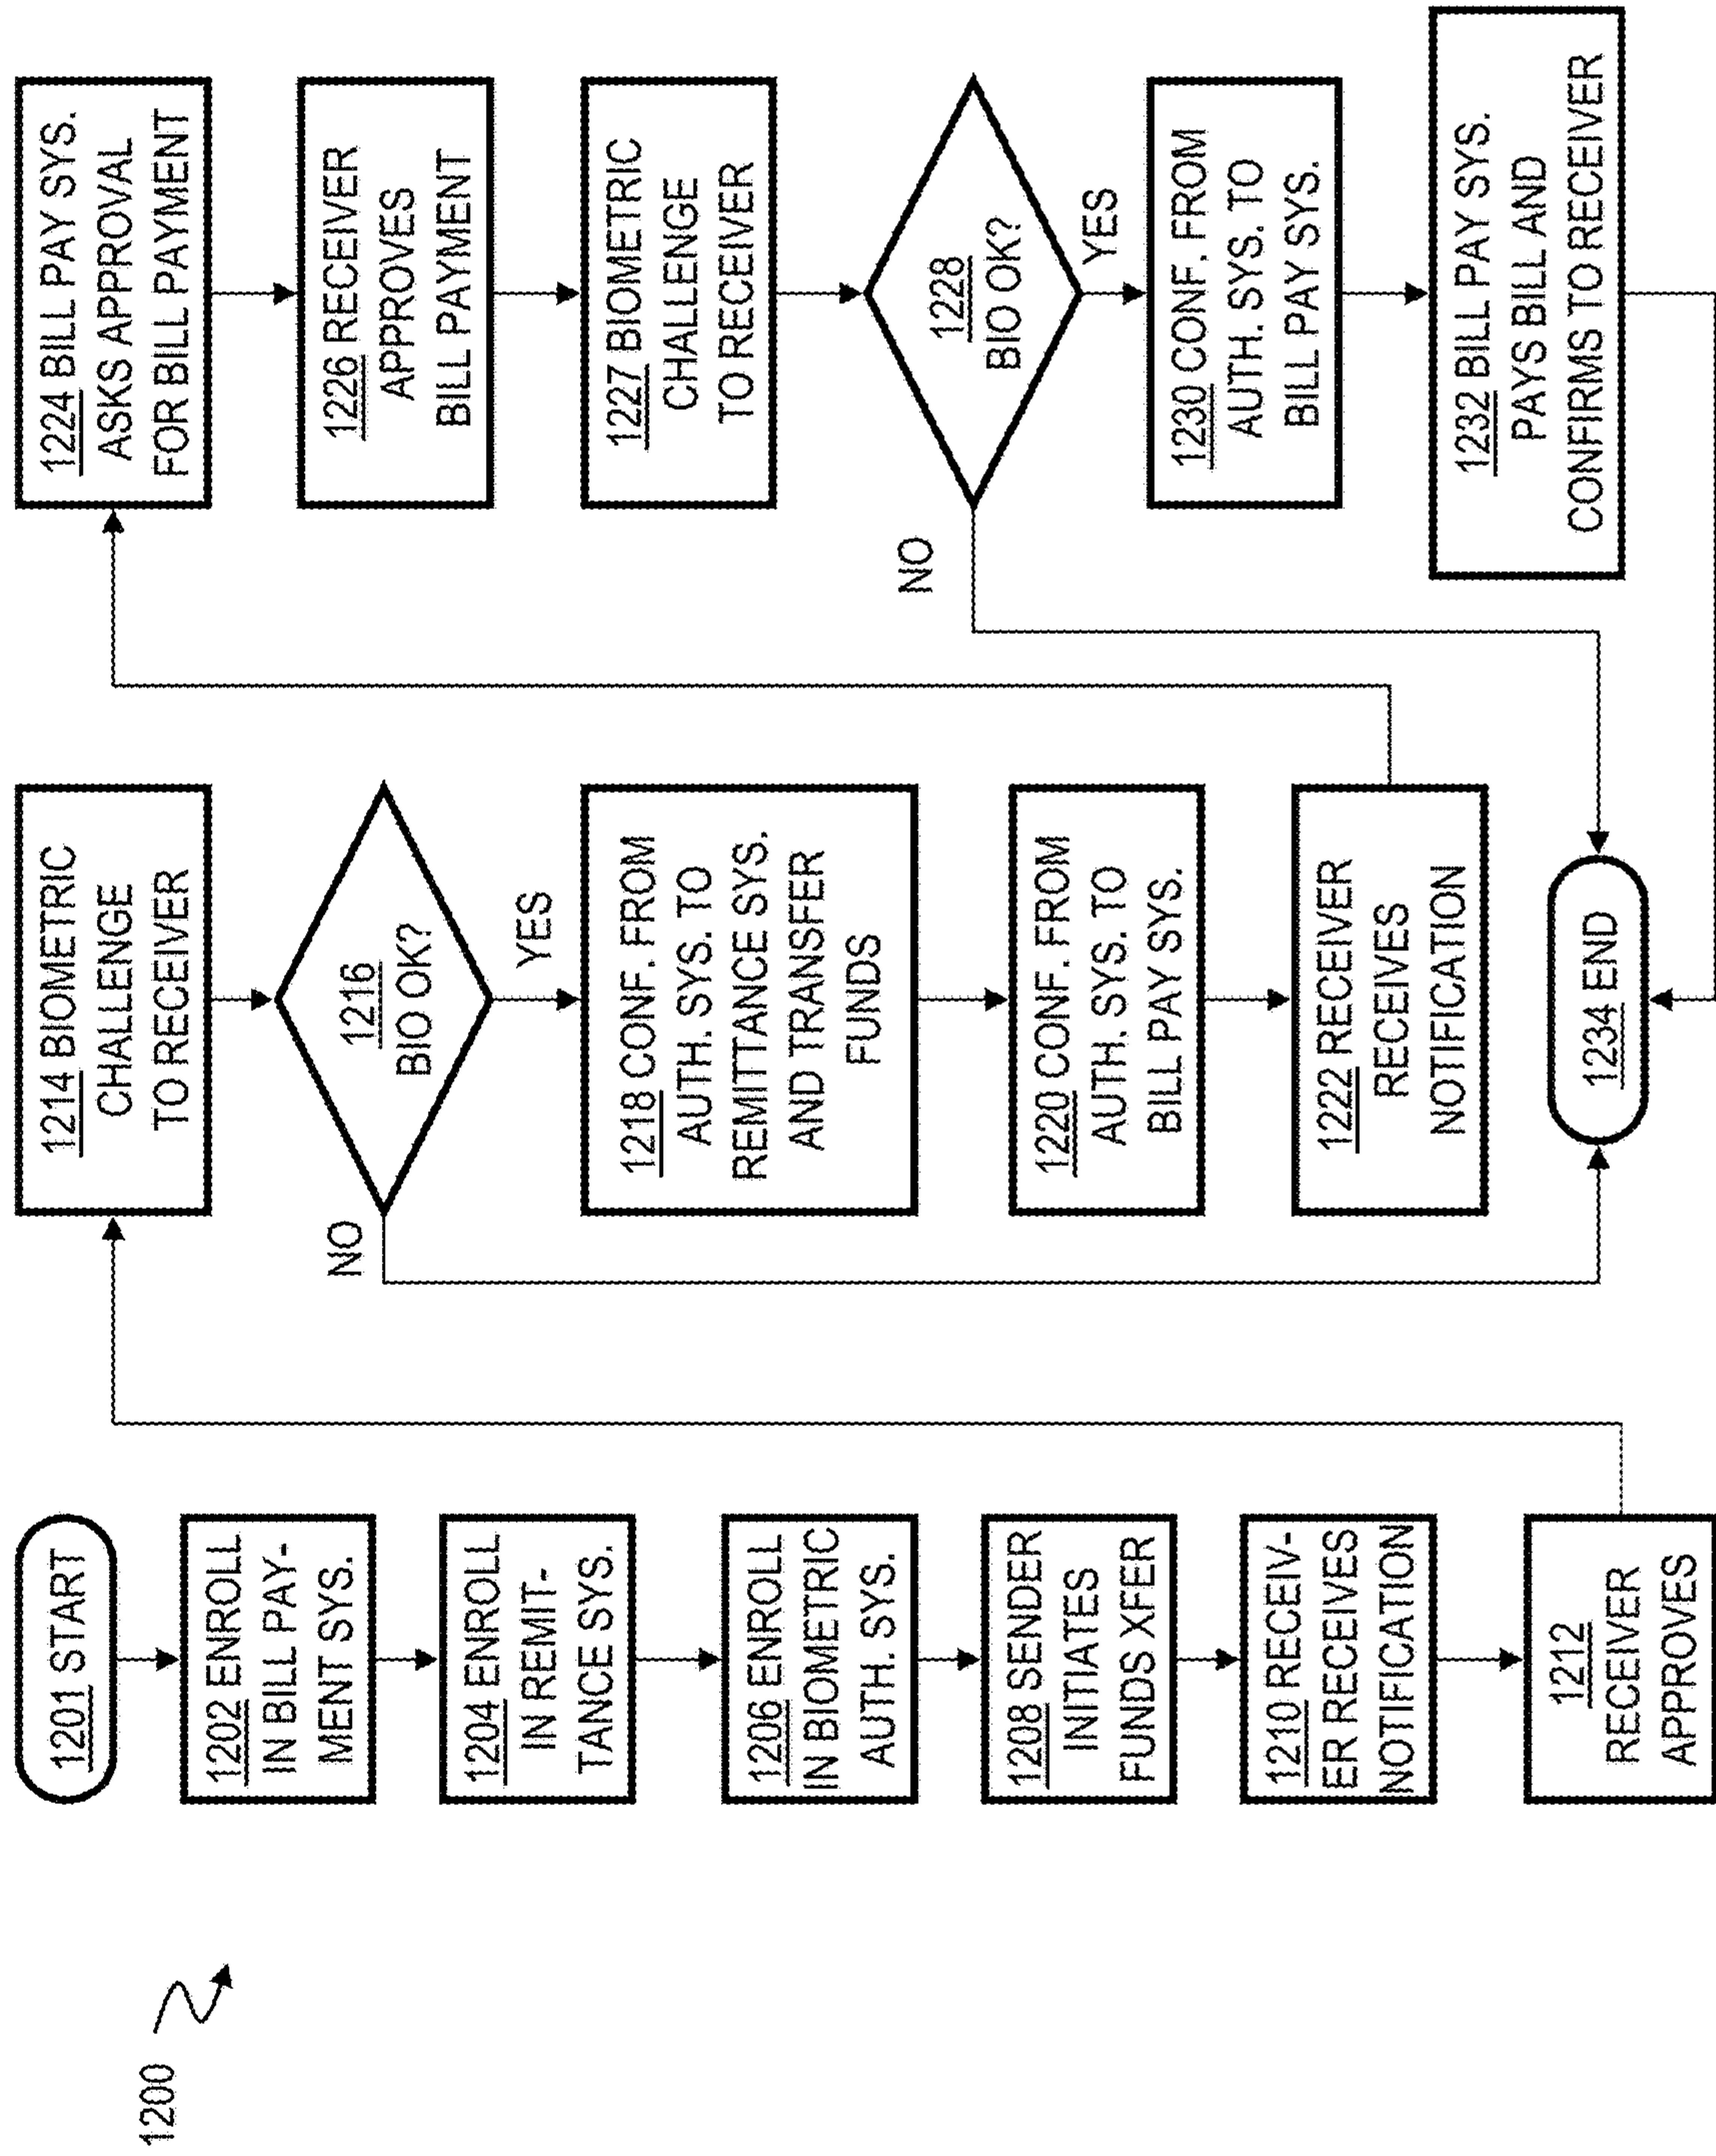 1200
1201 START
1202 ENROLL
IN BILL PAY-
MENT SYS.
1204 ENROLL
IN REMIT-
TANCE SYS.
1206 ENROLL
IN BIOMETRIC
AUTH. SYS.
1208 SENDER
INITIATES
FUNDS XFER
1210 RECEIV-
ER RECEIVES
NOTIFICATION
1212
RECEIVER
APPROVES
1214 BIOMETRIC
CHALLENGE
TO RECEIVER
1216
BIO OK?
NO
YES
1218 CONF. FROM
AUTH. SYS. TO
REMITTANCE SYS.
AND TRANSFER
FUNDS
1220 CONF. FROM
AUTH. SYS. TO
BILL PAY SYS.
1222 RECEIVER
RECEIVES
NOTIFICATION
1234 END
1224 BILL PAY SYS.
ASKS APPROVAL
FOR BILL PAYMENT
1226 RECEIVER
APPROVES
BILL PAYMENT
1227 BIOMETRIC
CHALLENGE
TO RECEIVER
1228
BIO OK?
NO
YES
1230 CONF. FROM
AUTH. SYS. TO
BILL PAY SYS.
1232 BILL PAY SYS.
PAYS BILL AND
CONFIRMS TO RECEIVER